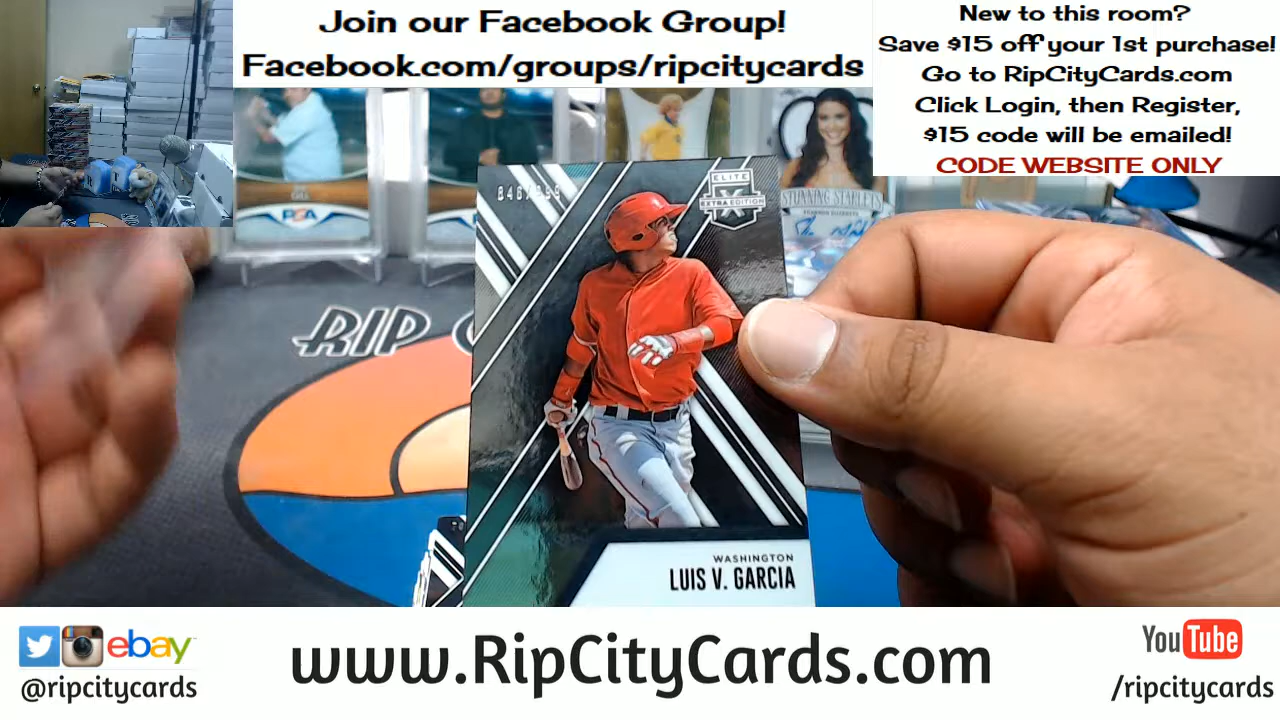 Join our Facebook Group!
Facebook.com/groups/ripcitycards
New to this room?
Save $15 off your 1st purchase!
Go to RipCityCards.com
Click Login, then Register,
$15 code will be emailed!
CODE WEBSITE ONLY
PSA
STUNNING STARLETS
ELITE
X
EXTRA EDITION
RIP
WASHINGTON
LUIS V. GARCIA
ebay
@ripcitycards
www.RipCityCards.com
YouTube
/ripcitycards